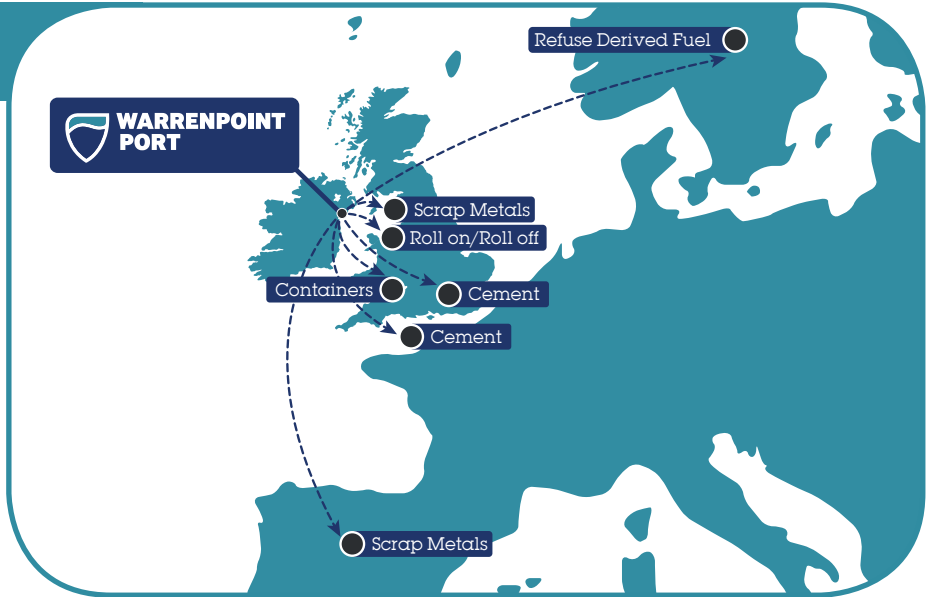 Refuse Derived Fuel
WARRENPOINT
PORT
Scrap Metals
Roll on/Roll off
Containers
Cement
Cement
Scrap Metals